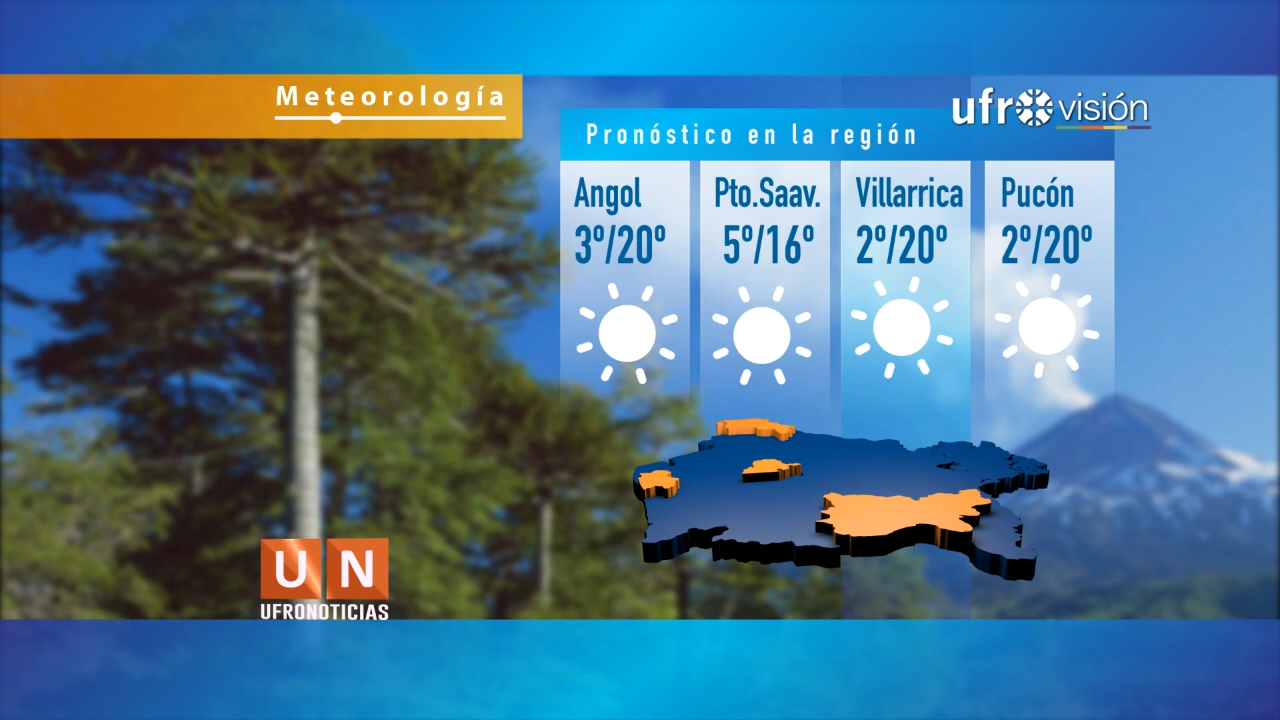 Meteorología
ufrovisión
Pronóstico en la región
Angol
3º/20º
Pto.Saav.
5º/16º
Villarrica
2º/20º
Pucón
2º/20º
UN
UFRONOTICIAS